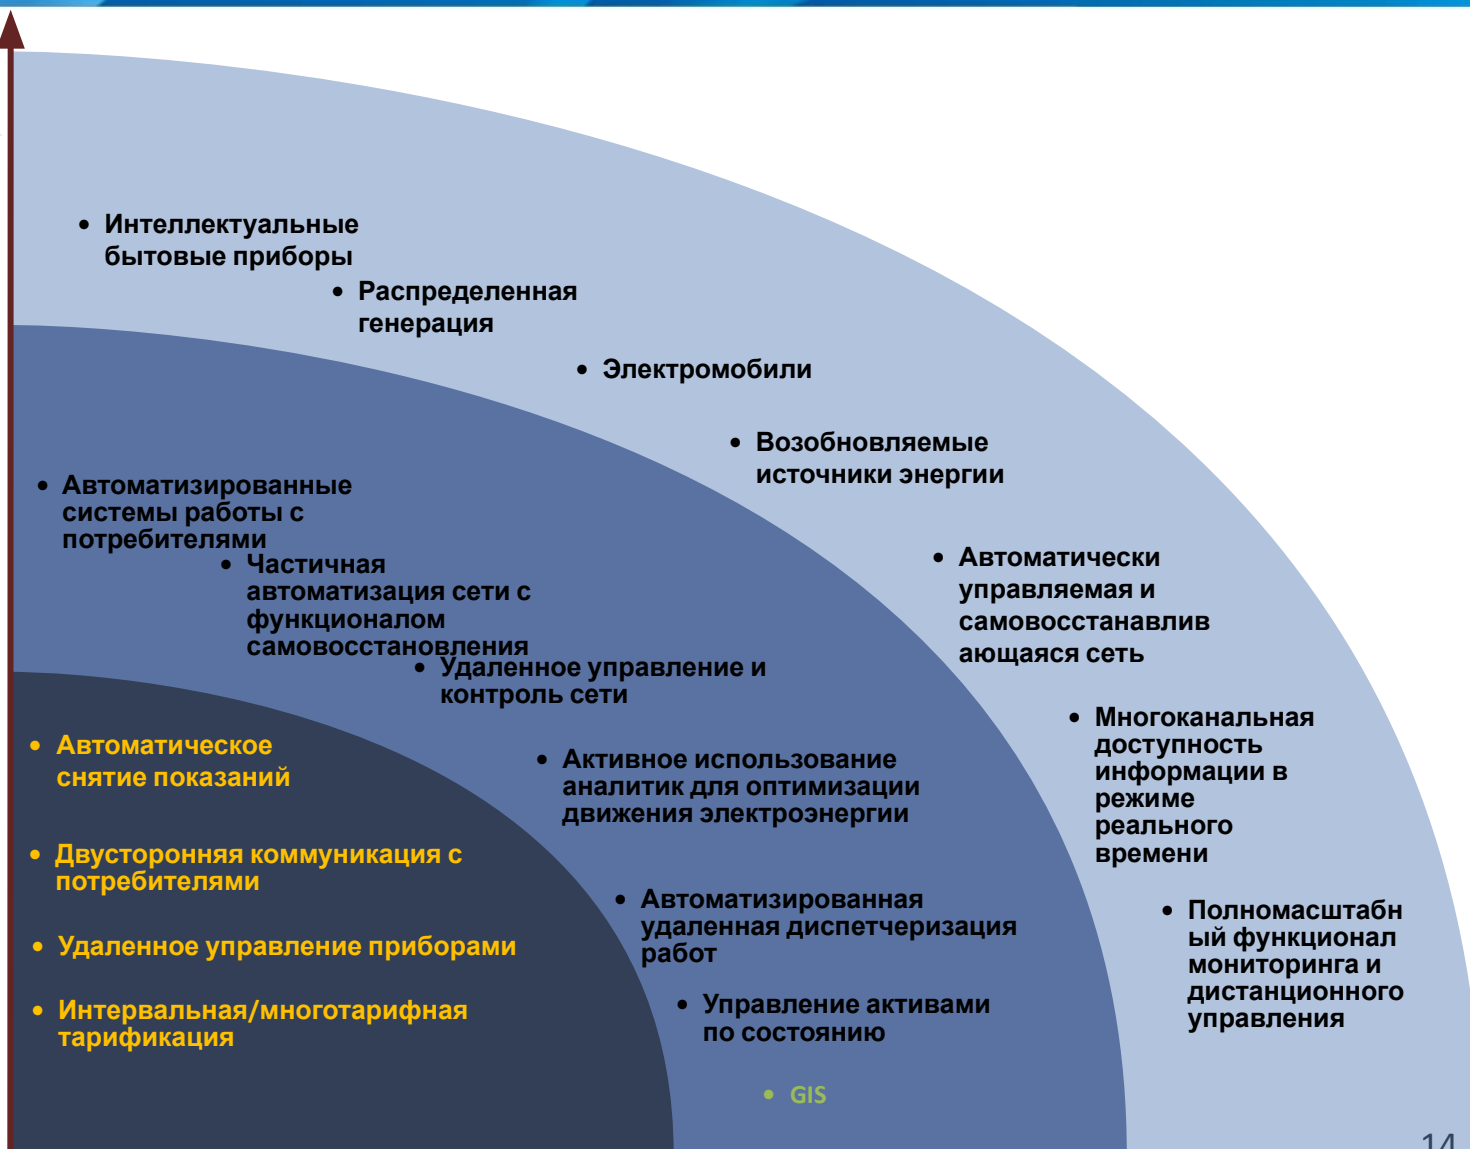 • Интеллектуальные
бытовые приборы
• Распределенная
генерация
• Электромобили
• Возобновляемые
источники энергии
• Автоматически
управляемая и
самовосстанавлив
ающаяся сеть
• Многоканальная
доступность
информации в
режиме
реального
времени
• Полномасштабн
ый функционал
мониторинга и
дистанционного
управления
• Автоматизированные
системы работы с
потребителями
• Частичная
автоматизация сети с
функционалом
самовосстановления
• Удаленное управление и
контроль сети
• Активное использование
аналитик для оптимизации
движения электроэнергии
• Автоматизированная
удаленная диспетчеризация
работ
• Управление активами
по состоянию
• GIS
• Автоматическое
снятие показаний
• Двусторонняя коммуникация с
потребителями
• Удаленное управление приборами
• Интервальная/многотарифная
тарификация
14